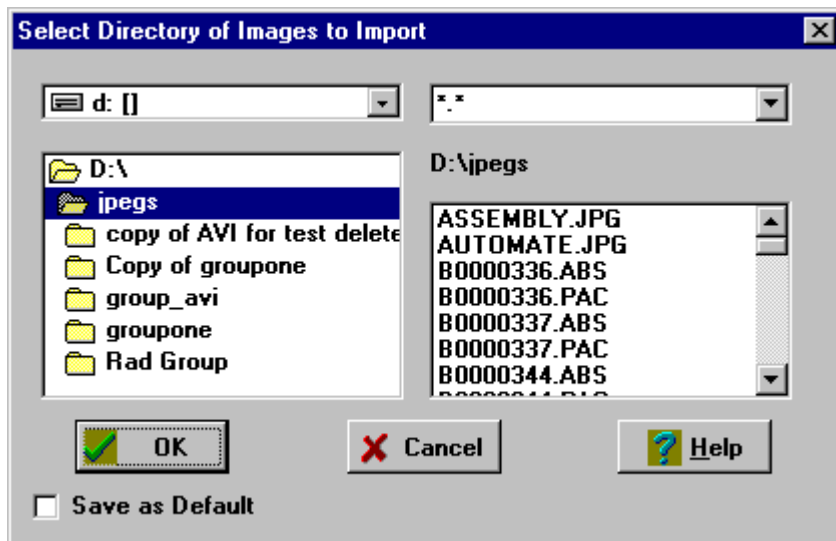 Select Directory of Images to Import
d: []
*.*
D:\
jpegs
copy of AVI for test delete
Copy of groupone
group_avi
groupone
Rad Group
D:\jpegs
ASSEMBLY.JPG
AUTOMATE.JPG
B0000336.ABS
B0000336.PAC
B0000337.ABS
B0000337.PAC
B0000344.ABS
OK
Cancel
Help
Save as Default